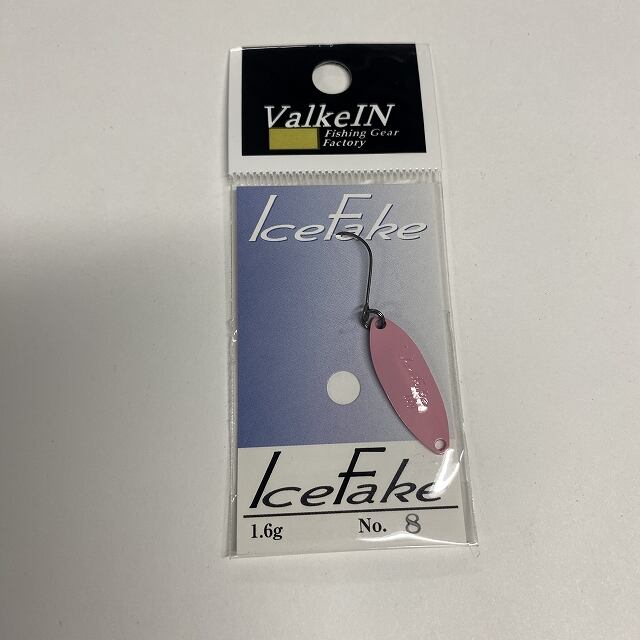 ValkeIN
Fishing Gear
Factory
IceFake
IceFake
1.6g No. 8